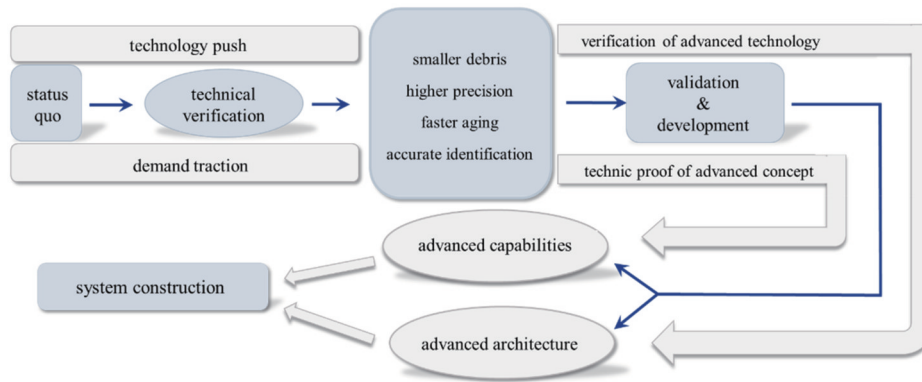 technology push
status
quo
technical
verification
demand traction
smaller debris
higher precision
faster aging
accurate identification
verification of advanced technology
validation
&
development
technic proof of advanced concept
advanced capabilities
system construction
advanced architecture